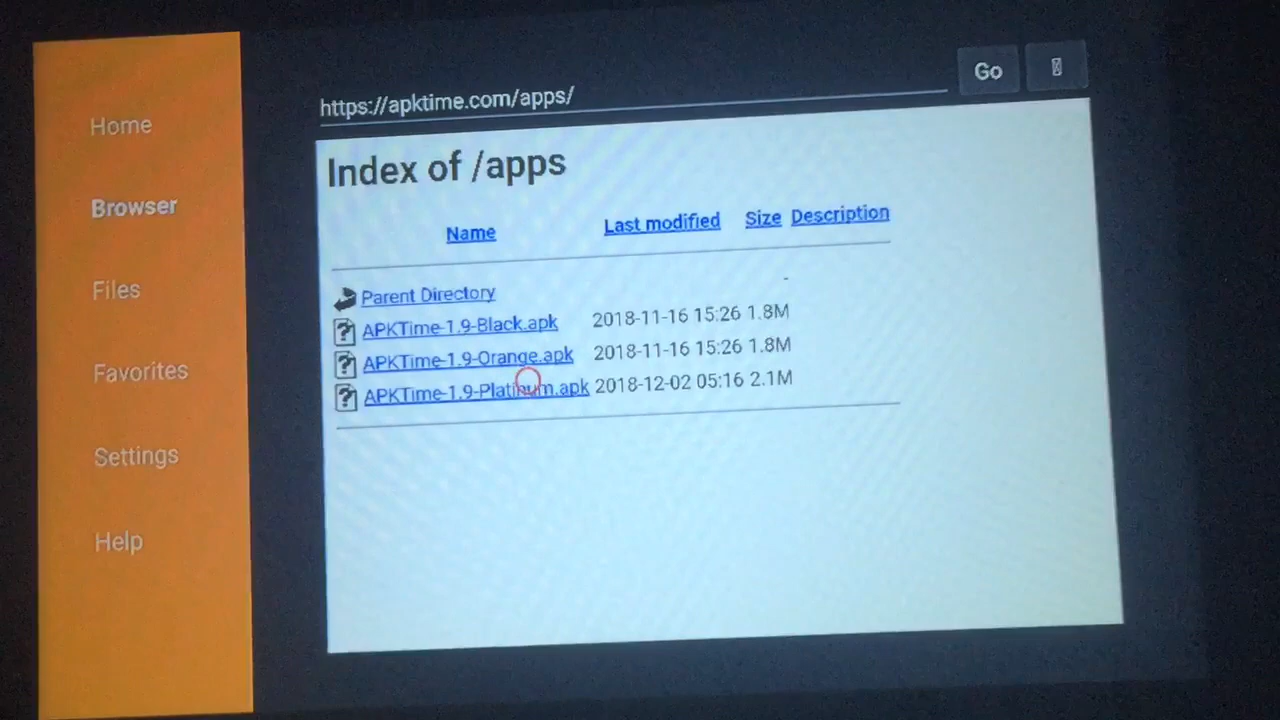 https://apktime.com/apps/
Go
Home
Browser
Files
Favorites
Settings
Help
Index of /apps
Name Last modified Size Description
Parent Directory -
APKTime-1.9-Black.apk 2018-11-16 15:26 1.8M
APKTime-1.9-Orange.apk 2018-11-16 15:26 1.8M
APKTime-1.9-Platinum.apk 2018-12-02 05:16 2.1M